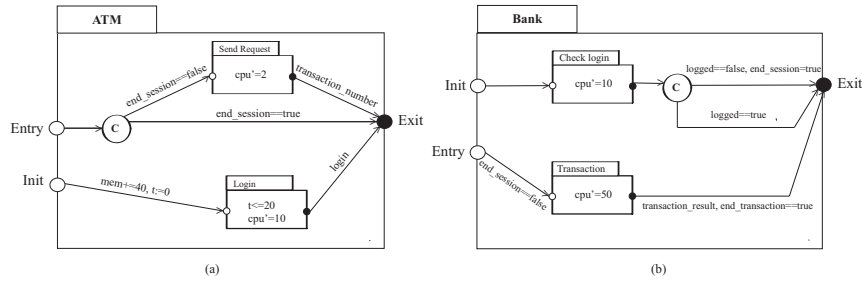 ATM
Send Request
cpu'=2
end_session==false
transaction_number
end_session==true
Entry
C
Exit
Init
mem+=40, t:=0
login
Login
t<=20
cpu'=10
(a)
Bank
Check login
cpu'=10
logged==false, end_session=true
Init
C
Exit
logged==true
Entry
end_session==false
Transaction
cpu'=50
transaction_result, end_transaction==true
(b)